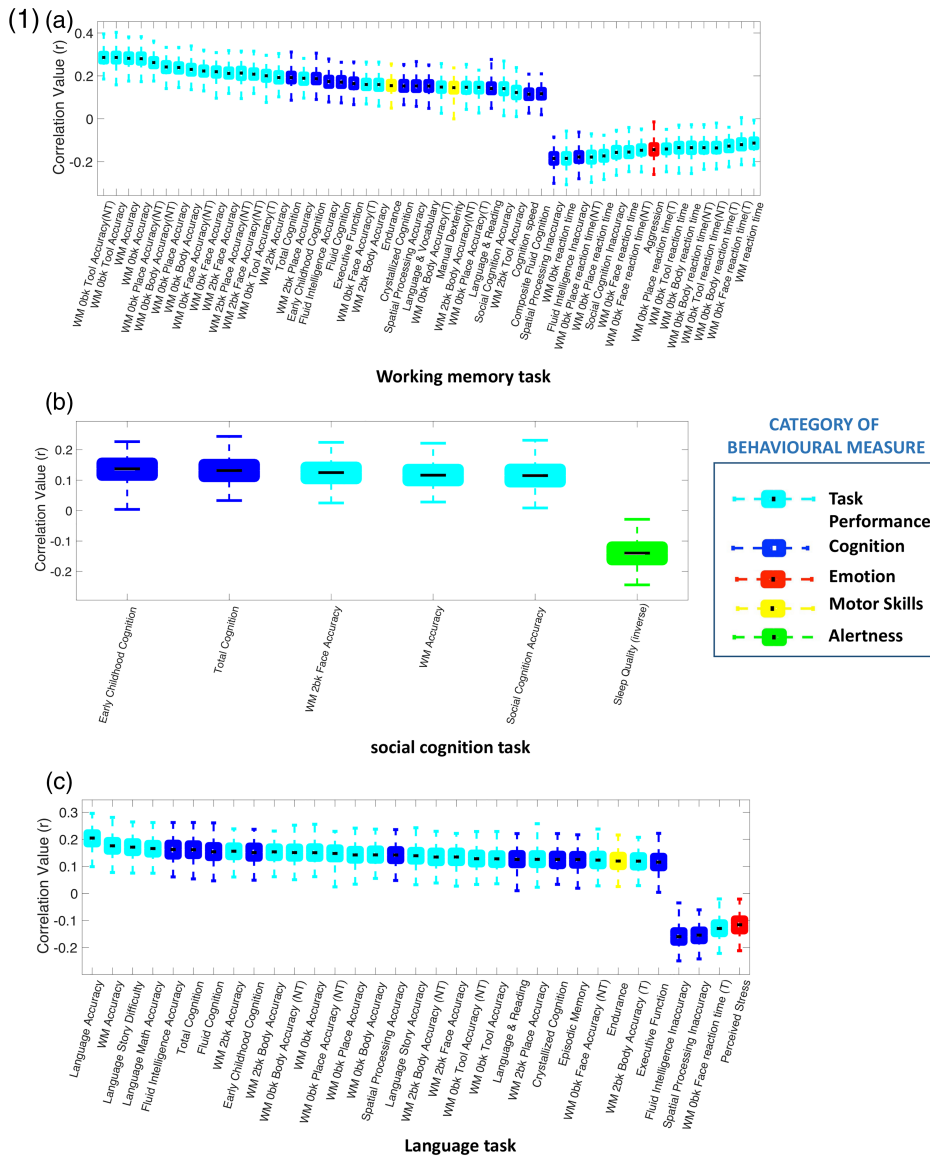 (1) (a)
Correlation Value (r)
0.4
0.2
0
-0.2
WM 0bk Tool Accuracy(NT)
WM 0bk Tool Accuracy
WM Accuracy
WM 0bk Accuracy
WM 0bk Place Accuracy(NT)
WM 0bk Body Accuracy(NT)
WM 0bk Place Accuracy
WM 0bk Body Accuracy
WM 0bk Face Accuracy(NT)
WM 0bk Face Accuracy
WM 2bk Face Accuracy
WM 2bk Place Accuracy(NT)
WM 2bk Face Accuracy(NT)
WM 0bk Tool Accuracy(T)
WM 2bk Accuracy
Total Cognition
WM 2bk Place Accuracy
Early Childhood Cognition
Fluid Intelligence Accuracy
Fluid Cognition
Executive Function
WM 0bk Face Accuracy(T)
WM 2bk Body Accuracy
Endurance
Crystallized Cognition
Spatial Processing Accuracy
Language & Vocabulary
WM 0bk Body Accuracy(T)
Manual Dexterity
WM 2bk Body Accuracy(NT)
WM 0bk Place Accuracy(T)
Language & Reading
Social Cognition Accuracy
WM 2bk Tool Accuracy
Cognition speed
Composite Fluid Cognition
Spatial Processing Inaccuracy
WM 0bk reaction time
Fluid Intelligence Inaccuracy
WM 0bk Place reaction time(NT)
WM 0bk Place reaction time
Social Cognition Inaccuracy
WM 0bk Face reaction time
WM 0bk Face reaction time(NT)
Aggression
WM 0bk Place reaction time(T)
WM 0bk Tool reaction time
WM 0bk Body reaction time
WM 0bk Tool reaction time(NT)
WM 0bk Body reaction time(NT)
WM 0bk Body reaction time(T)
WM 0bk Tool reaction time(T)
WM 0bk Face reaction time(T)
WM reaction time
Working memory task
(b)
Correlation Value (r)
0.2
0.1
0
-0.1
-0.2
Early Childhood Cognition
Total Cognition
WM 2bk Face Accuracy
WM Accuracy
Social Cognition Accuracy
Sleep Quality (inverse)
social cognition task
CATEGORY OF
BEHAVIOURAL MEASURE
Task
Performance
Cognition
Emotion
Motor Skills
Alertness
(c)
Correlation Value (r)
0.3
0.2
0.1
0
-0.1
-0.2
Language Accuracy
WM Accuracy
Language Story Difficulty
Language Math Accuracy
Fluid Intelligence Accuracy
Total Cognition
Fluid Cognition
WM 2bk Accuracy
Early Childhood Cognition
WM 2bk Body Accuracy
WM 0bk Body Accuracy (NT)
WM 0bk Accuracy
WM 0bk Place Accuracy (NT)
WM 0bk Place Accuracy
WM 0bk Body Accuracy
Spatial Processing Accuracy
Language Story Accuracy
WM 2bk Body Accuracy (NT)
WM 2bk Face Accuracy
WM 0bk Tool Accuracy (NT)
WM 0bk Tool Accuracy
Language & Reading
WM 2bk Place Accuracy
Crystallized Cognition
Episodic Memory
WM 0bk Face Accuracy (NT)
Endurance
WM 2bk Body Accuracy (T)
Executive Function
Fluid Intelligence Inaccuracy
Spatial Processing Inaccuracy
WM 0bk Face reaction time (T)
Perceived Stress
Language task